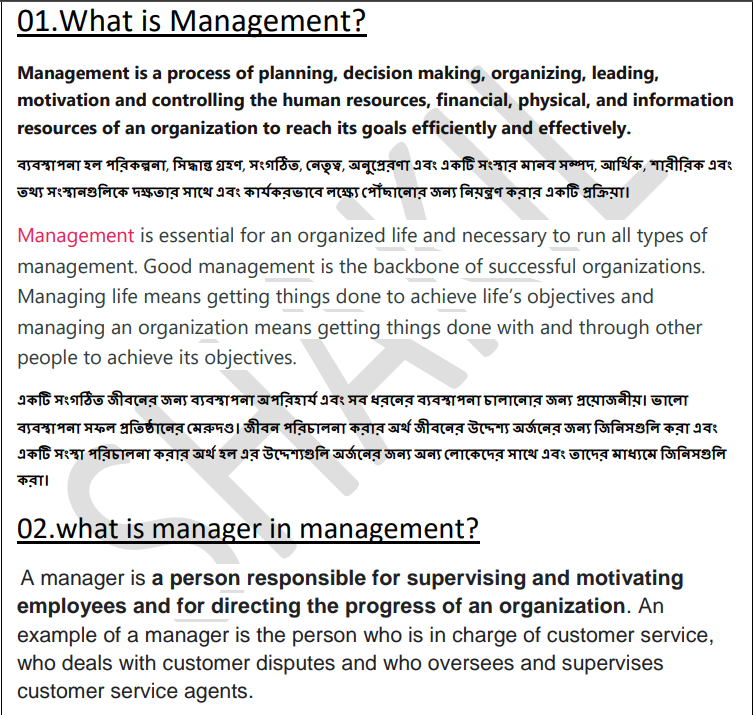 01.What is Management?
Management is a process of planning, decision making, organizing, leading,
motivation and controlling the human resources, financial, physical, and information
resources of an organization to reach its goals efficiently and effectively.
ব্যবস্থাপনা হল পরিকল্পনা, সিদ্ধান্ত গ্রহণ, সংগঠিত, নেতৃত্ব, অনুপ্রেরণা এবং একটি সংস্থার মানব সম্পদ, আর্থিক, শারীরিক এবং
তথ্য সংস্থানগুলিকে দক্ষতার সাথে এবং কার্যকরভাবে লক্ষ্যে পৌঁছানোর জন্য নিয়ন্ত্রণ করার একটি প্রক্রিয়া।
Management is essential for an organized life and necessary to run all types of
management. Good management is the backbone of successful organizations.
Managing life means getting things done to achieve life’s objectives and
managing an organization means getting things done with and through other
people to achieve its objectives.
একটি সংগঠিত জীবনের জন্য ব্যবস্থাপনা অপরিহার্য এবং সব ধরনের ব্যবস্থাপনা চালানোর জন্য প্রয়োজনীয়। ভালো
ব্যবস্থাপনা সফল প্রতিষ্ঠানের মেরুদণ্ড। জীবন পরিচালনা করার অর্থ জীবনের উদ্দেশ্য অর্জনের জন্য জিনিসগুলি করা এবং
একটি সংস্থা পরিচালনা করার অর্থ হল এর উদ্দেশ্যগুলি অর্জনের জন্য অন্য লোকেদের সাথে এবং তাদের মাধ্যমে জিনিসগুলি
করা।
02.what is manager in management?
A manager is a person responsible for supervising and motivating
employees and for directing the progress of an organization. An
example of a manager is the person who is in charge of customer service,
who deals with customer disputes and who oversees and supervises
customer service agents.
SHAKIL